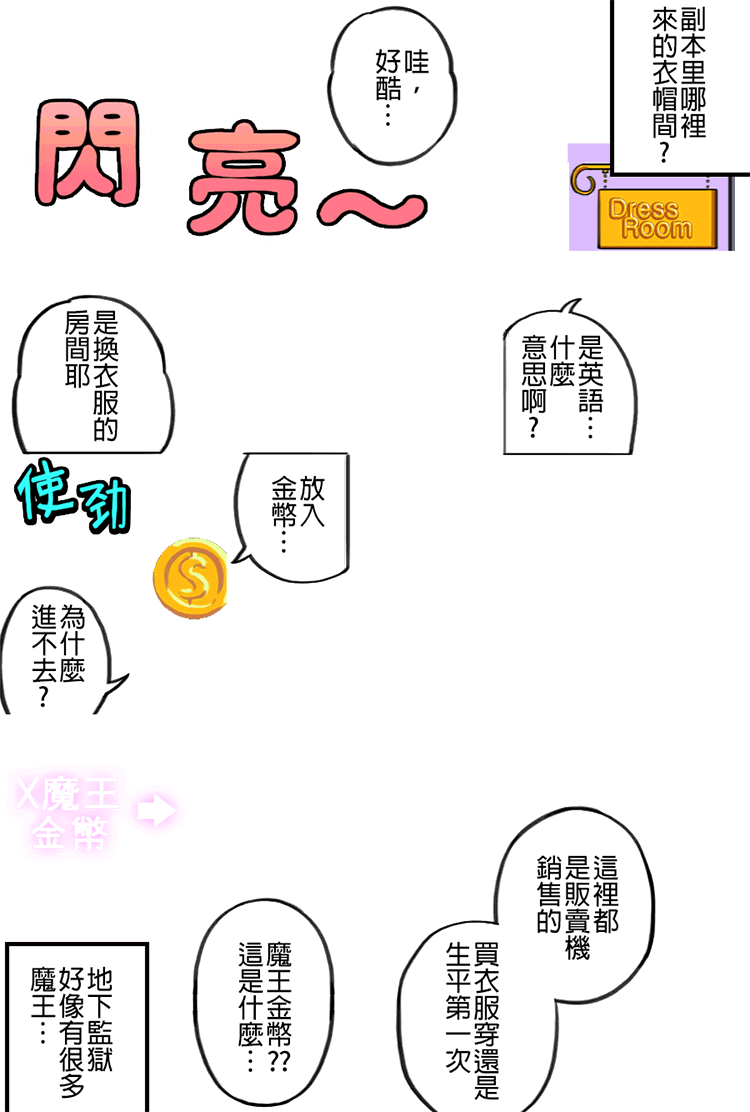 副本里哪裡
來的衣帽間?
哇，
好酷…
閃亮～
Dress
Room
是英語…
什麼
意思啊?
是換衣服的
房間耶
使勁
放入
金幣…
$
為什麼
進不去?
X魔王
金幣
這裡都
是販賣機
銷售的
買衣服穿還是
生平第一次
魔王金幣??
這是什麼…
地下監獄
好像有很多
魔王…